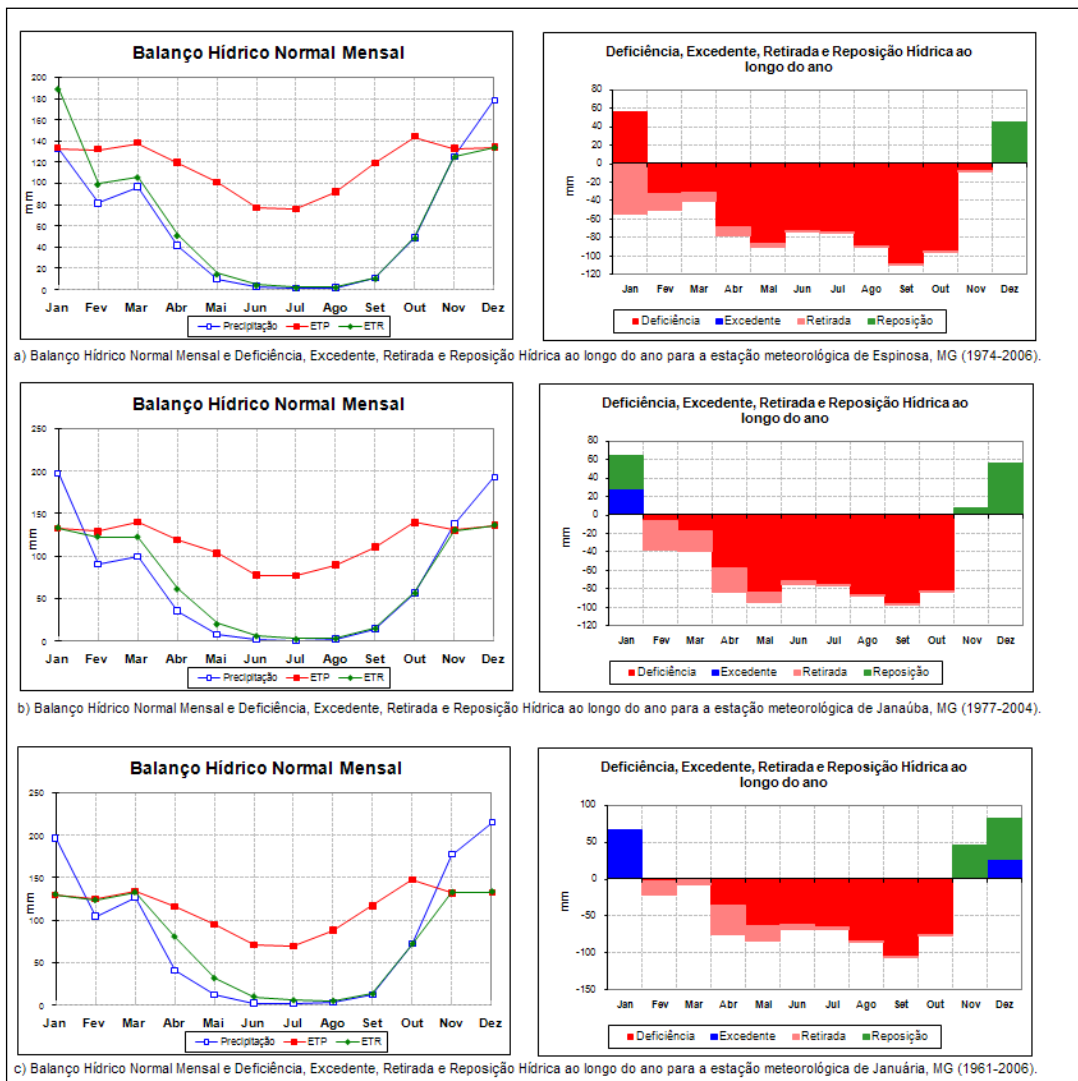 Balanço Hídrico Normal Mensal
200
180
160
140
120
100
80
60
40
20
0
mm
Jan Fev Mar Abr Mai Jun Jul Ago Set Out Nov Dez
Precipitação ETP ETR
Deficiência, Excedente, Retirada e Reposição Hídrica ao
longo do ano
80
60
40
20
0
-20
-40
-60
-80
-100
-120
mm
Jan Fev Mar Abr Mai Jun Jul Ago Set Out Nov Dez
Deficiência Excedente Retirada Reposição
a) Balanço Hídrico Normal Mensal e Deficiência, Excedente, Retirada e Reposição Hídrica ao longo do ano para a estação meteorológica de Espinosa, MG (1974-2006).
Balanço Hídrico Normal Mensal
250
200
150
100
50
0
mm
Jan Fev Mar Abr Mai Jun Jul Ago Set Out Nov Dez
Precipitação ETP ETR
Deficiência, Excedente, Retirada e Reposição Hídrica ao
longo do ano
80
60
40
20
0
-20
-40
-60
-80
-100
-120
mm
Jan Fev Mar Abr Mai Jun Jul Ago Set Out Nov Dez
Deficiência Excedente Retirada Reposição
b) Balanço Hídrico Normal Mensal e Deficiência, Excedente, Retirada e Reposição Hídrica ao longo do ano para a estação meteorológica de Janaúba, MG (1977-2004).
Balanço Hídrico Normal Mensal
250
200
150
100
50
0
mm
Jan Fev Mar Abr Mai Jun Jul Ago Set Out Nov Dez
Precipitação ETP ETR
Deficiência, Excedente, Retirada e Reposição Hídrica ao
longo do ano
100
50
0
-50
-100
-150
mm
Jan Fev Mar Abr Mai Jun Jul Ago Set Out Nov Dez
Deficiência Excedente Retirada Reposição
c) Balanço Hídrico Normal Mensal e Deficiência, Excedente, Retirada e Reposição Hídrica ao longo do ano para a estação meteorológica de Januária, MG (1961-2006).